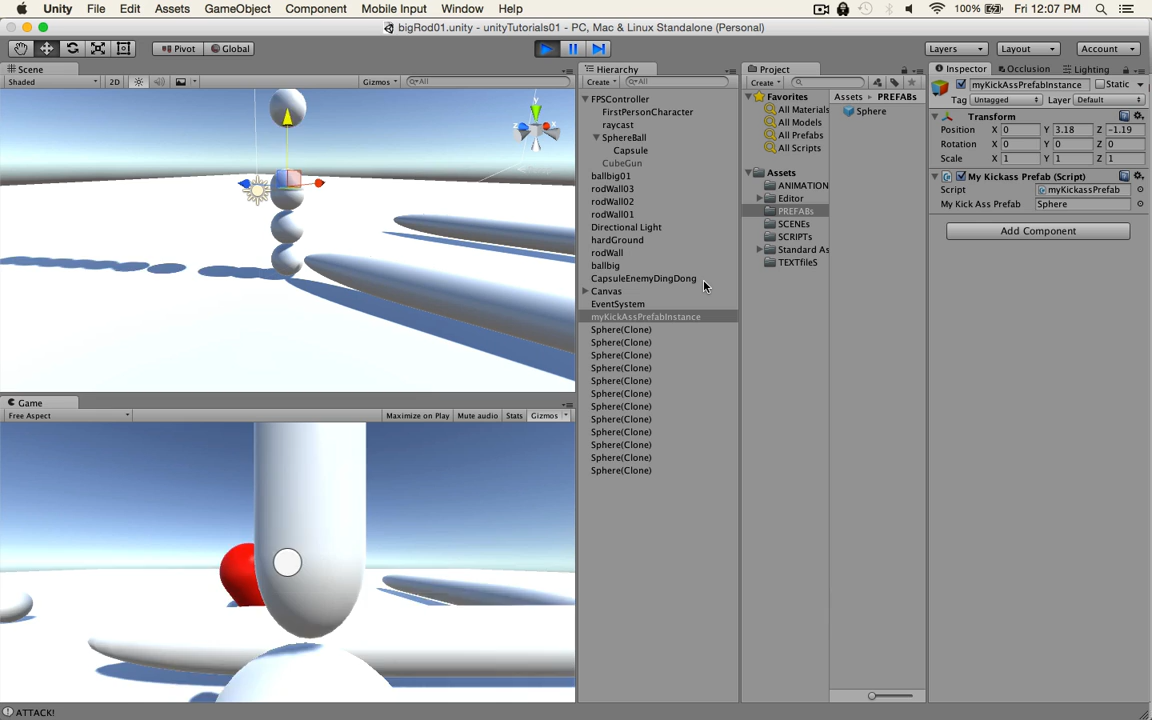 Unity File Edit Assets GameObject Component Mobile Input Window Help 100% Fri 12:07 PM
bigRod01.unity - unityTutorials01 - PC, Mac & Linux Standalone (Personal)
Pivot Global Layers Layout Account
Scene
Shaded 2D Gizmos All
Hierarchy
Create All
FPSController
FirstPersonCharacter
raycast
SphereBall
Capsule
CubeGun
ballbig01
rodWall03
rodWall02
rodWall01
Directional Light
hardGround
rodWall
ballbig
CapsuleEnemyDingDong
Canvas
EventSystem
myKickAssPrefabInstance
Sphere(Clone)
Sphere(Clone)
Sphere(Clone)
Sphere(Clone)
Sphere(Clone)
Sphere(Clone)
Sphere(Clone)
Sphere(Clone)
Sphere(Clone)
Sphere(Clone)
Sphere(Clone)
Sphere(Clone)
Project
Create
Favorites
All Materials
All Models
All Prefabs
All Scripts
Assets
ANIMATION
Editor
PREFABs
SCENEs
SCRIPTs
Standard As
TEXTfileS
Assets PREFABs
Sphere
Inspector Occlusion Lighting
myKickAssPrefabInstance Static
Tag Untagged Layer Default
Transform
Position X 0 Y 3.18 Z -1.19
Rotation X 0 Y 0 Z 0
Scale X 1 Y 1 Z 1
My Kickass Prefab (Script)
Script myKickassPrefab
My Kick Ass Prefab Sphere
Add Component
Game
Free Aspect Maximize on Play Mute audio Stats Gizmos
ATTACK!